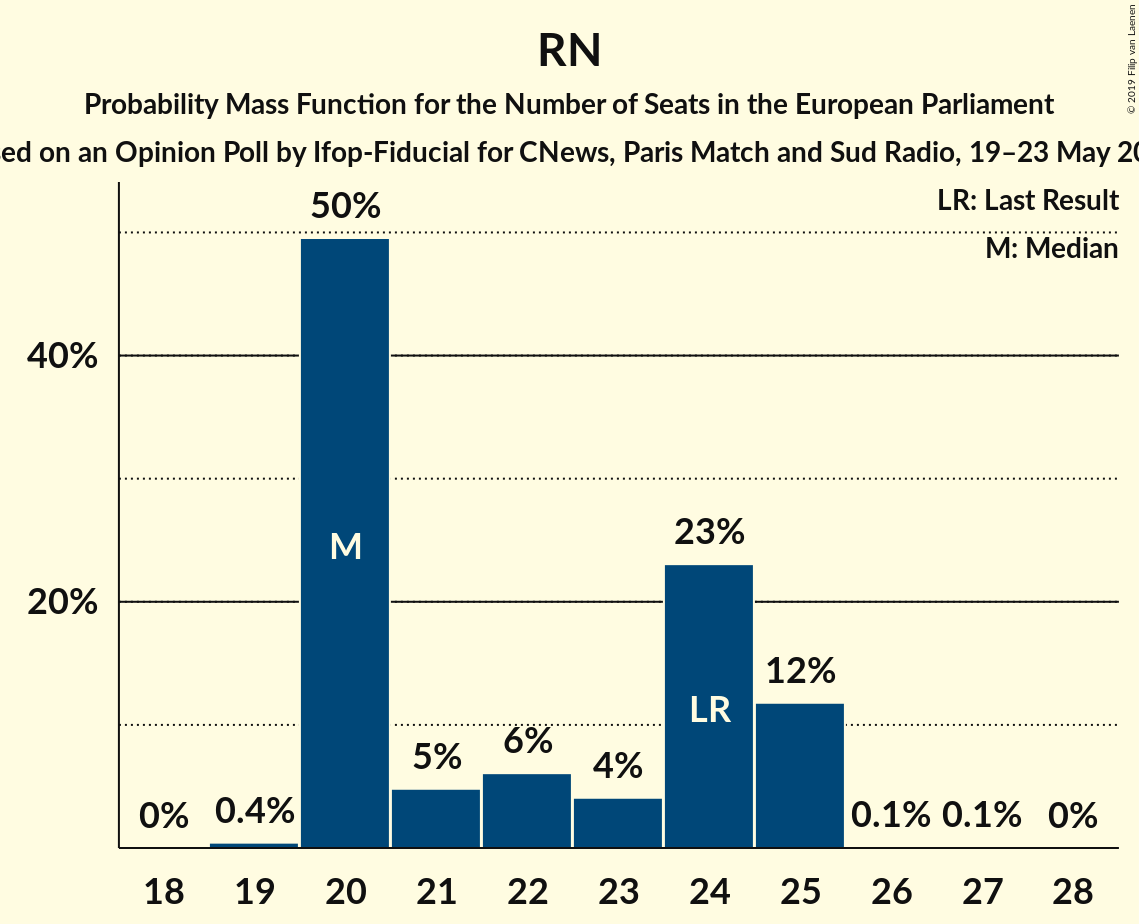 RN
Probability Mass Function for the Number of Seats in the European Parliament
on an Opinion Poll by Ifop-Fiducial for CNews, Paris Match and Sud Radio, 19–23 May
© 2019 Filip van Laenen
LR: Last Result
M: Median
50%
40%
20%
M
23%
LR
12%
5%
6%
4%
0%
0.4%
0.1%
0.1%
0%
18 19 20 21 22 23 24 25 26 27 28